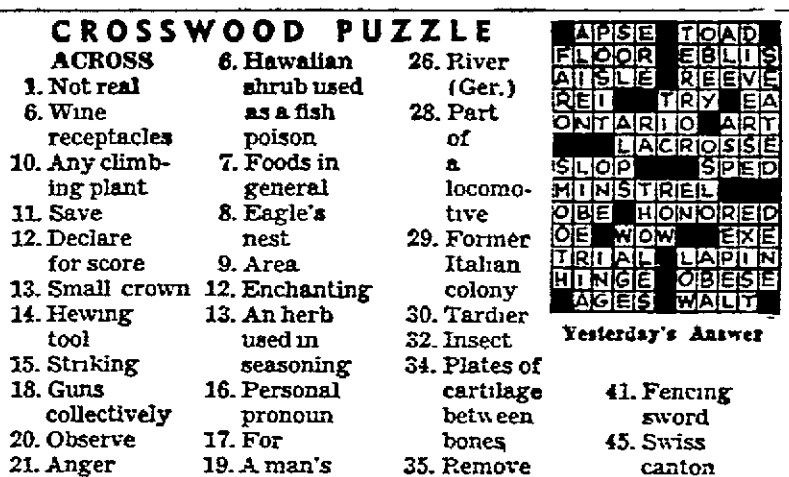 CROSSWOOD PUZZLE
ACROSS
1. Not real
6. Wine
receptacles
10. Any climb-
ing plant
11. Save
12. Declare
for score
13. Small crown
14. Hewing
tool
15. Striking
18. Guns
collectively
20. Observe
21. Anger
6. Hawaiian
shrub used
as a fish
poison
7. Foods in
general
8. Eagle's
nest
9. Area
12. Enchanting
13. An herb
used in
seasoning
16. Personal
pronoun
17. For
19. A man's
26. River
(Ger.)
28. Part
of
a
locomo-
tive
29. Former
Italian
colony
30. Tardier
32. Insect
34. Plates of
cartilage
between
bones
35. Remove
APSE TOAD
FLOOR EBLIS
AISLE REEVE
REI TRY EA
ONTARIO ART
LACROSSE
SLOP SPED
MINSTREL
OBE HONORED
OE WOW EXE
TRIAL LAPIN
HINGE OBESE
AGES WALT
Yesterday's Answer
41. Fencing
sword
45. Swiss
canton